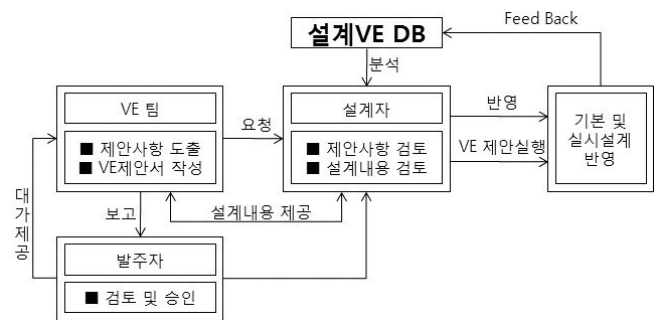 설계VE DB
Feed Back
분석
VE 팀
■ 제안사항 도출
■ VE제안서 작성
요청
설계자
■ 제안사항 검토
■ 설계내용 검토
반영
VE 제안실행
기본 및
실시설계
반영
대가제공
보고
설계내용 제공
발주자
■ 검토 및 승인